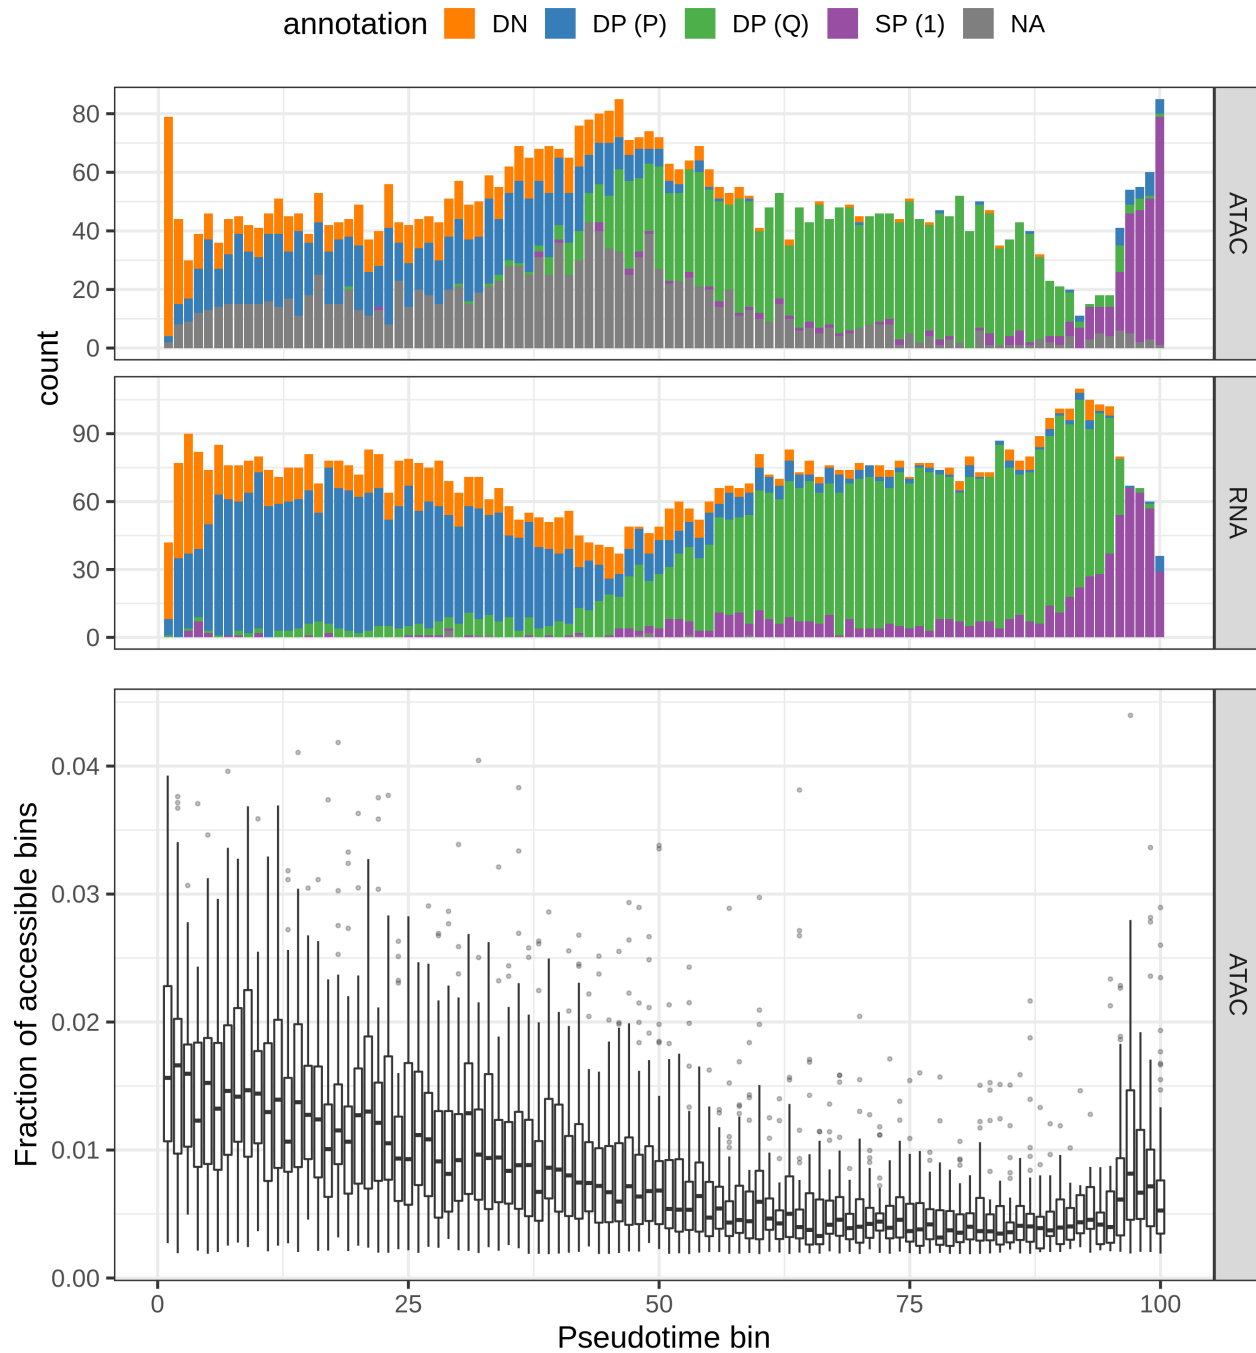 annotation DN DP (P) DP (Q) SP (1) NA
80
60
40
20
0
ATAC
count
90
60
30
0
RNA
0.04
0.03
0.02
0.01
0.00
Fraction of accessible bins
ATAC
0 25 50 75 100
Pseudotime bin